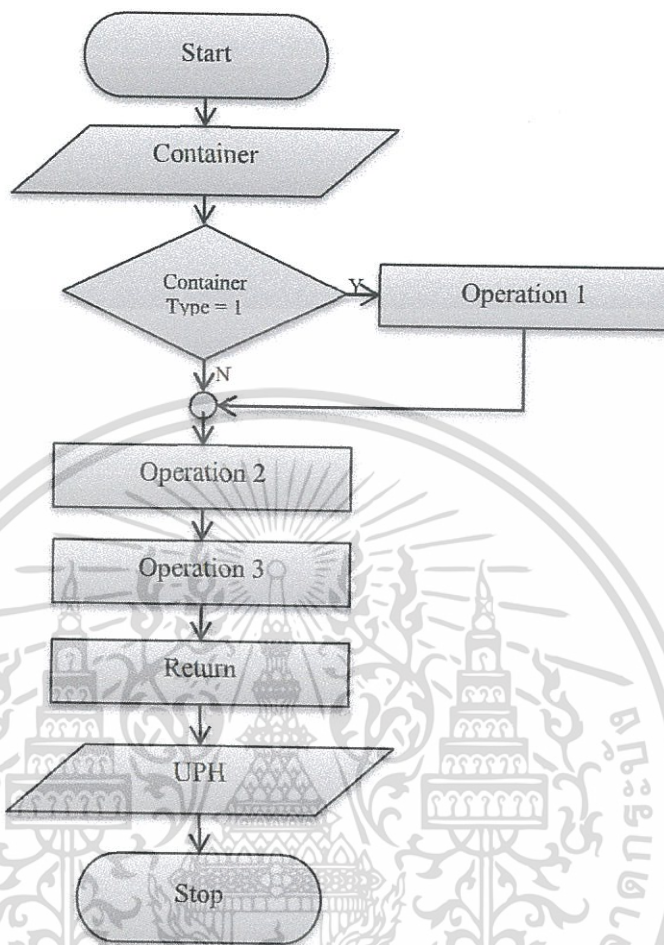 Start
Container
Container
Type = 1
Y
Operation 1
N
Operation 2
Operation 3
Return
UPH
Stop